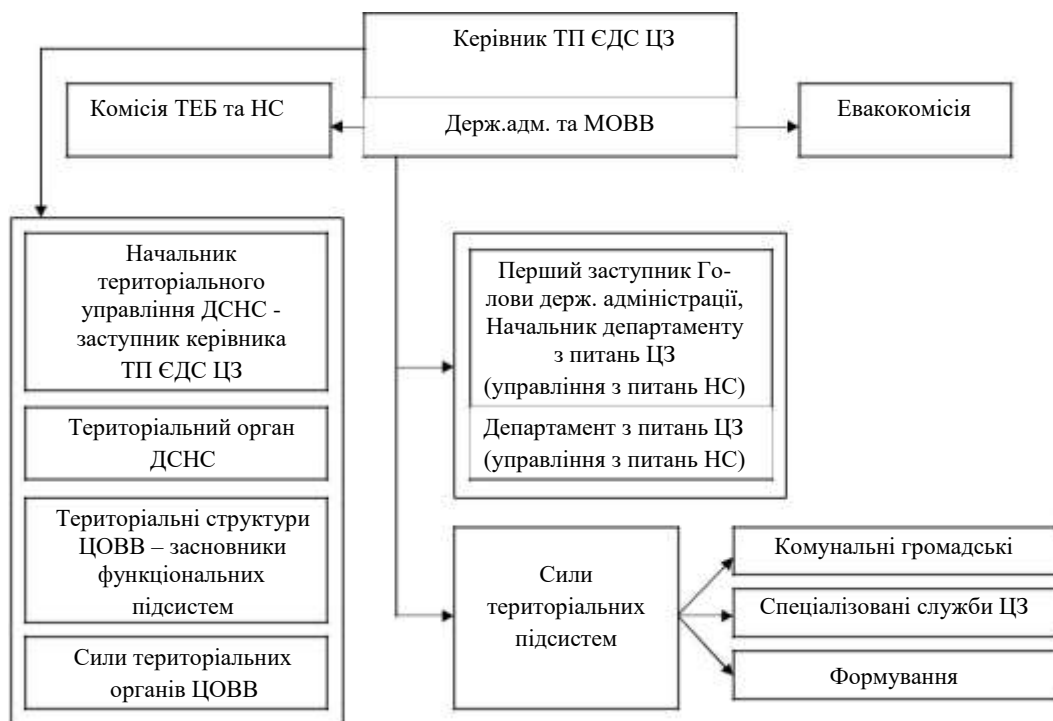 Керівник ТП ЄДС ЦЗ
Комісія ТЕБ та НС
Держ.адм. та МОВВ
Евакокомісія
Начальник
територіального
управління ДСНС -
заступник керівника
ТП ЄДС ЦЗ
Територіальний орган
ДСНС
Територіальні структури
ЦОВВ – засновники
функціональних
підсистем
Сили територіальних
органів ЦОВВ
Перший заступник Го-
лови держ. адміністрації,
Начальник департаменту
з питань ЦЗ
(управління з питань НС)
Департамент з питань ЦЗ
(управління з питань НС)
Сили
територіальних
підсистем
Комунальні громадські
Спеціалізовані служби ЦЗ
Формування